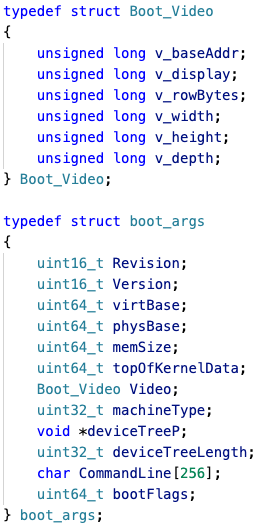 typedef struct Boot_Video
{
    unsigned long v_baseAddr;
    unsigned long v_display;
    unsigned long v_rowBytes;
    unsigned long v_width;
    unsigned long v_height;
    unsigned long v_depth;
} Boot_Video;

typedef struct boot_args
{
    uint16_t Revision;
    uint16_t Version;
    uint64_t virtBase;
    uint64_t physBase;
    uint64_t memSize;
    uint64_t topOfKernelData;
    Boot_Video Video;
    uint32_t machineType;
    void *deviceTreeP;
    uint32_t deviceTreeLength;
    char CommandLine[256];
    uint64_t bootFlags;
} boot_args;